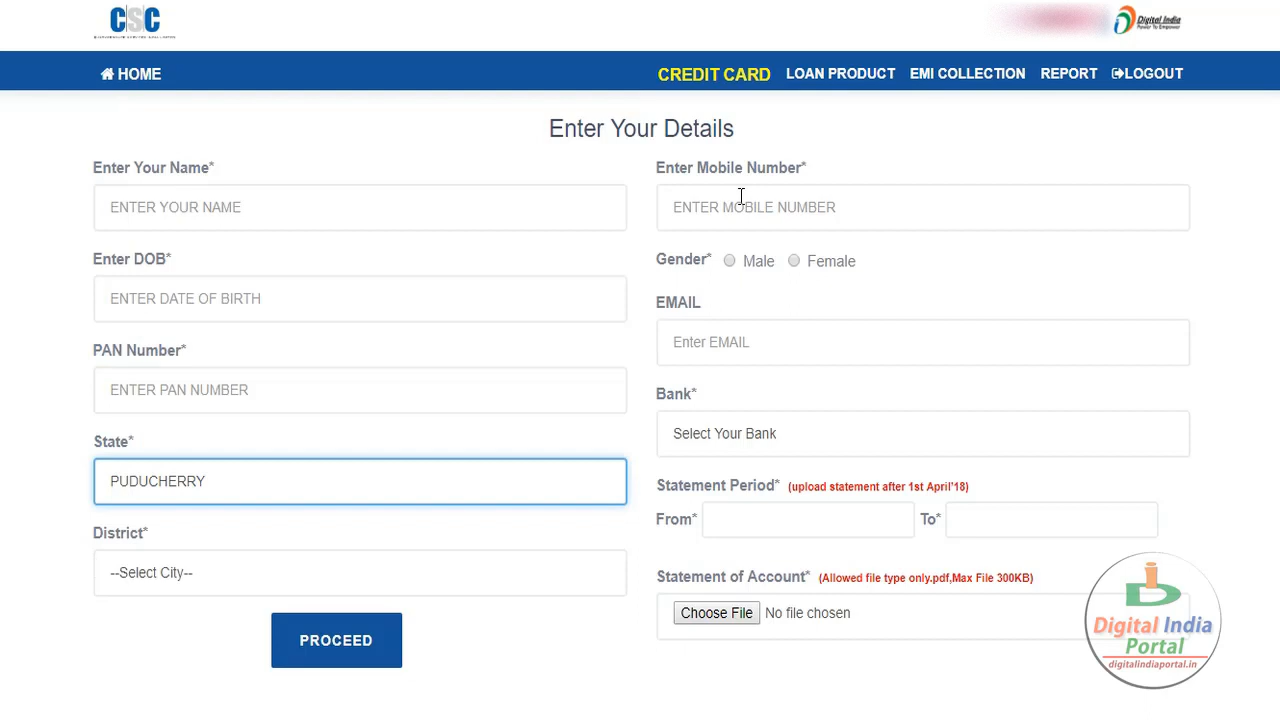 CSC
Digital India
Power To Empower
HOME
CREDIT CARD
LOAN PRODUCT
EMI COLLECTION
REPORT
LOGOUT
Enter Your Details
Enter Your Name*
ENTER YOUR NAME
Enter DOB*
ENTER DATE OF BIRTH
PAN Number*
ENTER PAN NUMBER
State*
PUDUCHERRY
District*
--Select City--
PROCEED
Enter Mobile Number*
ENTER MOBILE NUMBER
Gender* Male Female
EMAIL
Enter EMAIL
Bank*
Select Your Bank
Statement Period* (upload statement after 1st April'18)
From* To*
Statement of Account* (Allowed file type only.pdf,Max File 300KB)
Choose File No file chosen
Digital India
Portal
digitalindiaportal.in